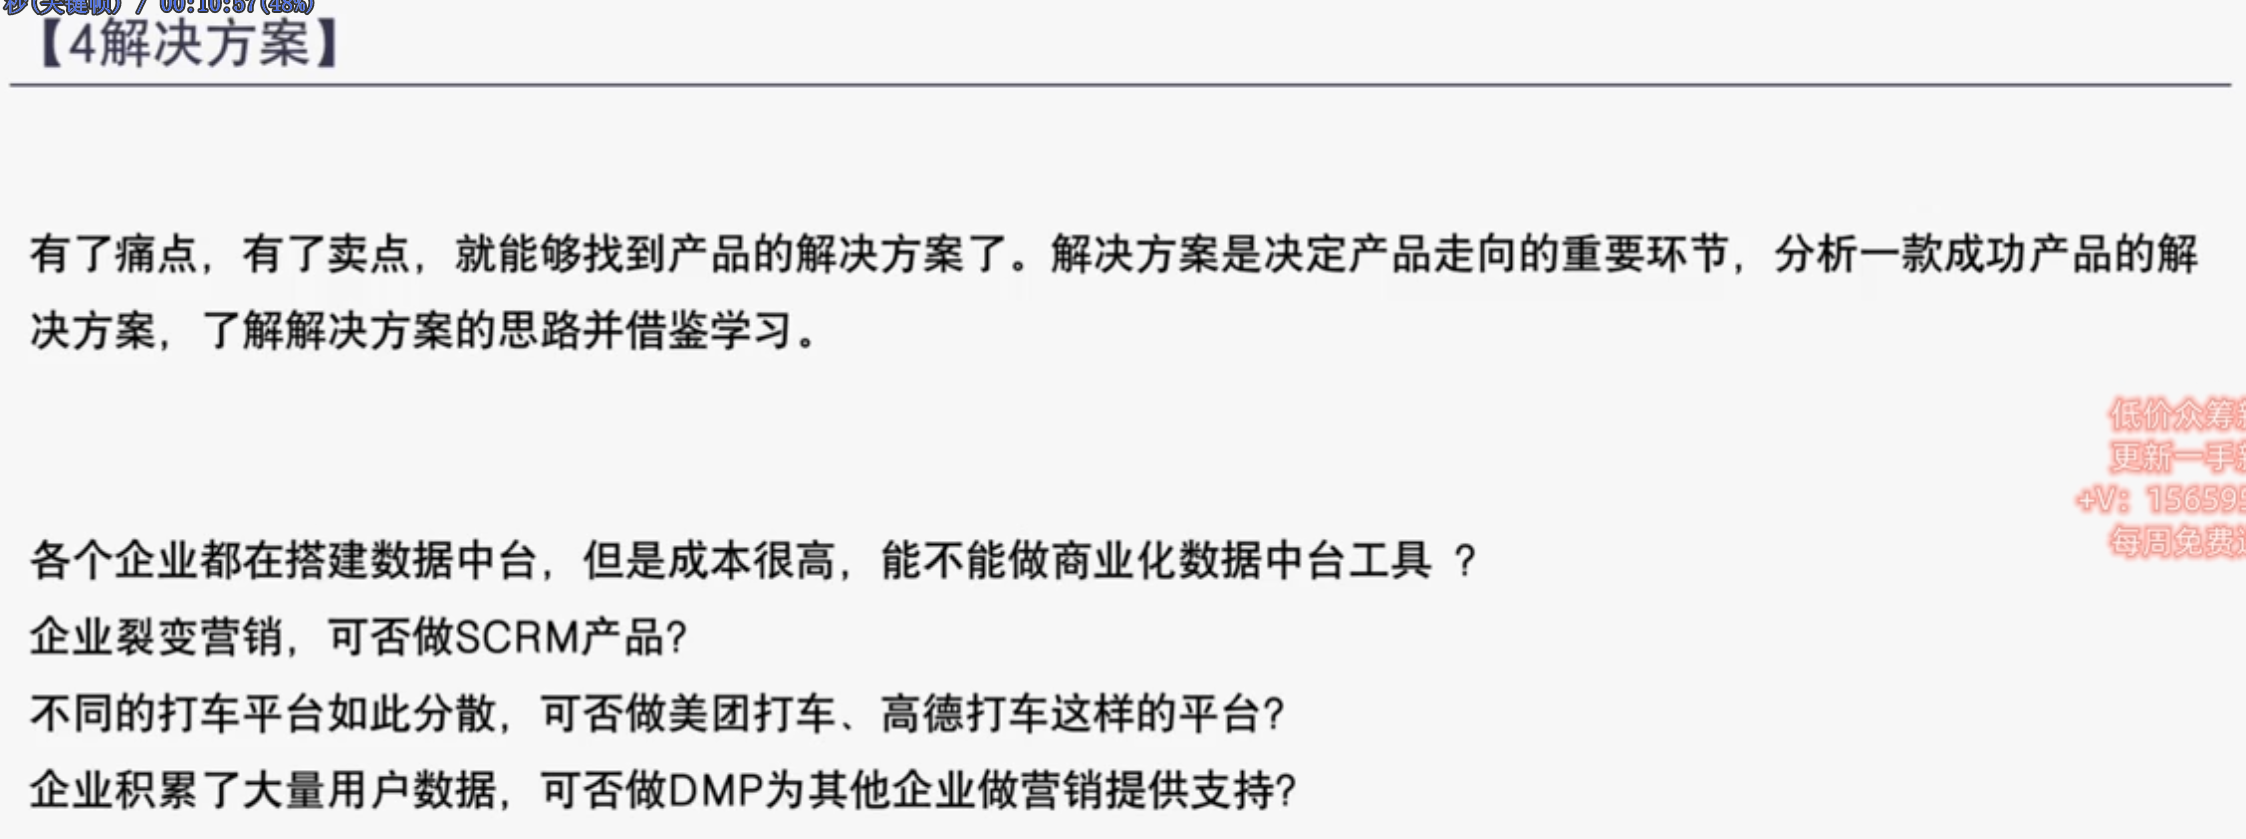 / 00:10:57(48%)
【4解决方案】
有了痛点，有了卖点，就能够找到产品的解决方案了。解决方案是决定产品走向的重要环节，分析一款成功产品的解
决方案，了解解决方案的思路并借鉴学习。
低价众筹
更新一手
+V：156595
每周免费
各个企业都在搭建数据中台，但是成本很高，能不能做商业化数据中台工具 ？
企业裂变营销，可否做SCRM产品？
不同的打车平台如此分散，可否做美团打车、高德打车这样的平台？
企业积累了大量用户数据，可否做DMP为其他企业做营销提供支持？